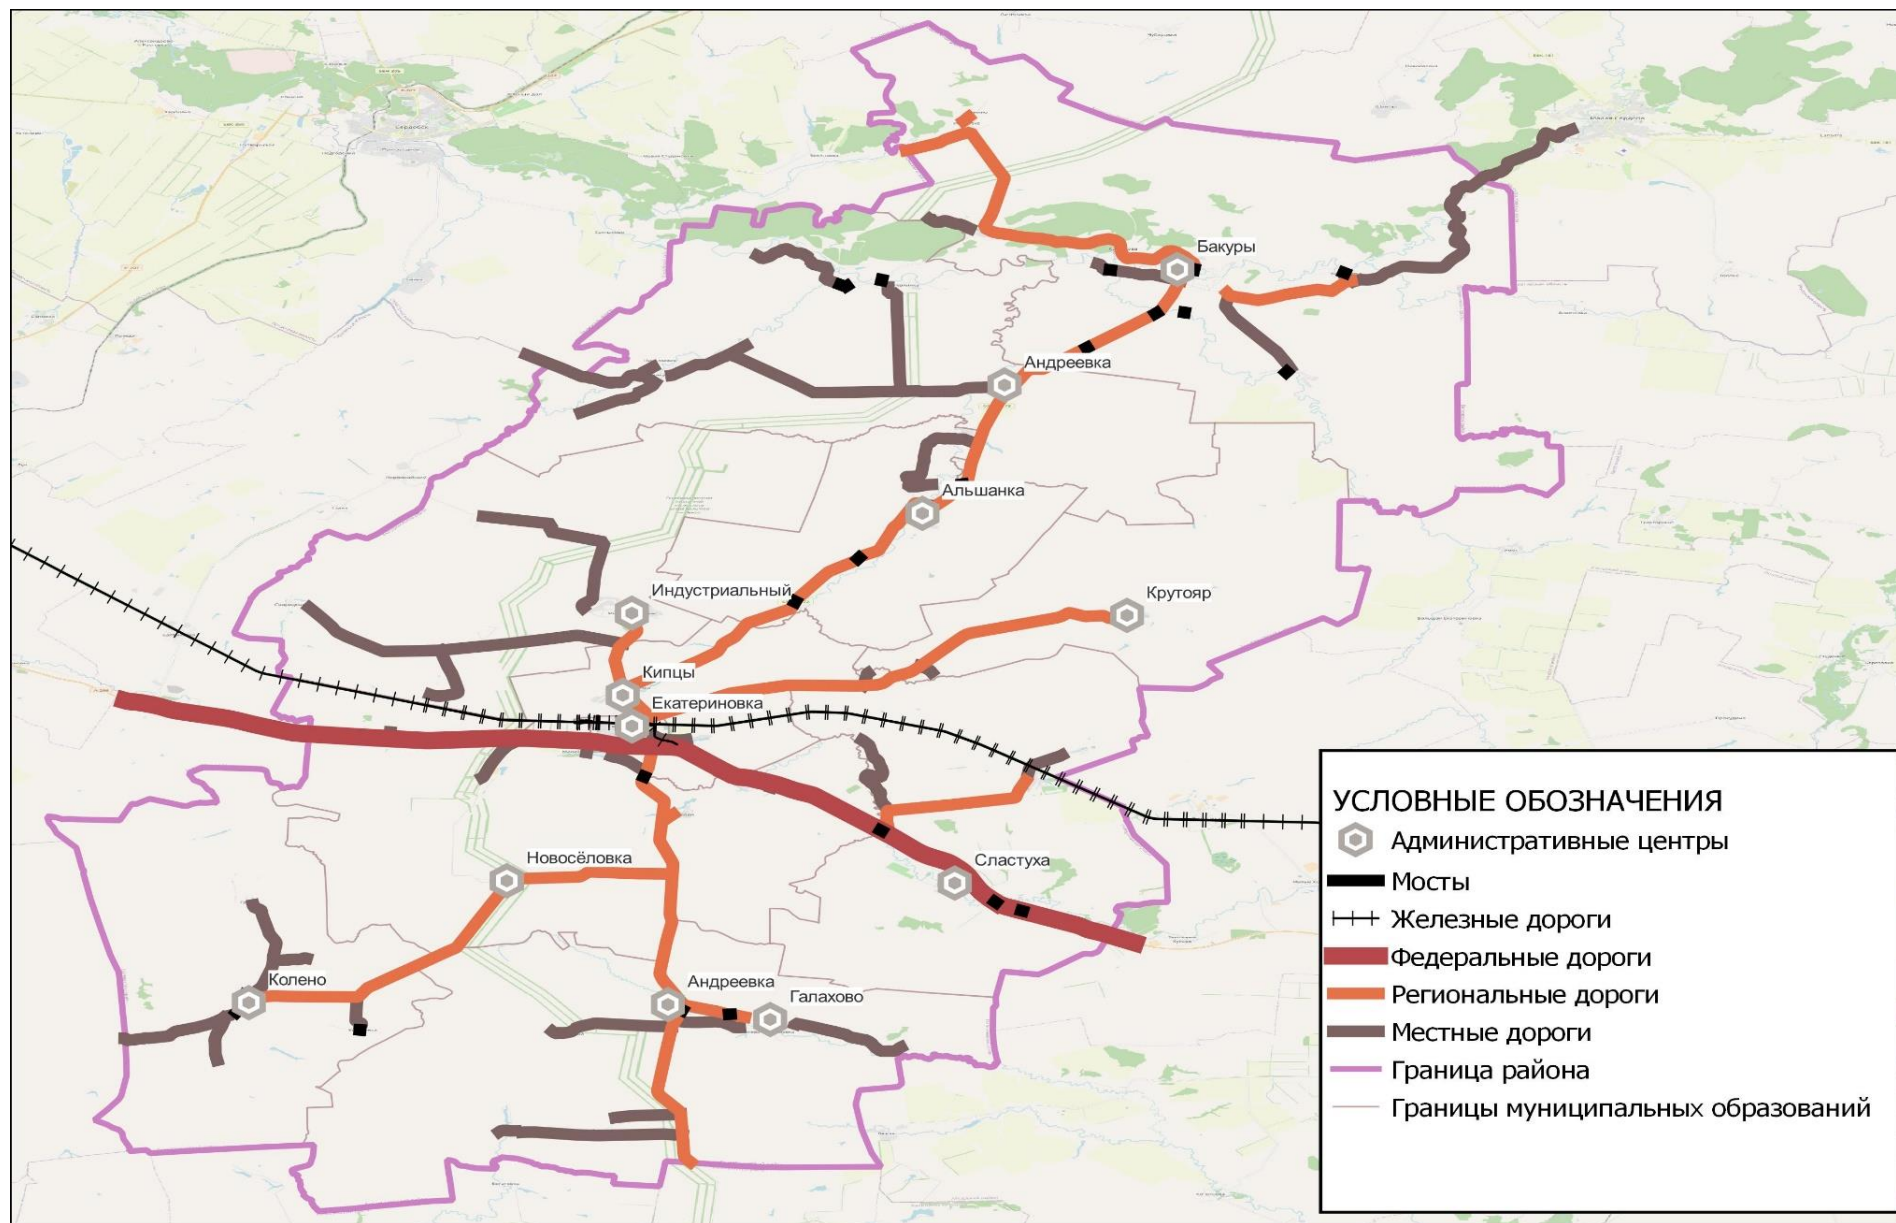 Бакуры
Андреевка
Альшанка
Индустриальный
Крутояр
Кипцы
Екатериновка
Новосёловка
Сластуха
Колено
Андреевка
Галахово
УСЛОВНЫЕ ОБОЗНАЧЕНИЯ
Административные центры
Мосты
Железные дороги
Федеральные дороги
Региональные дороги
Местные дороги
Граница района
Границы муниципальных образований